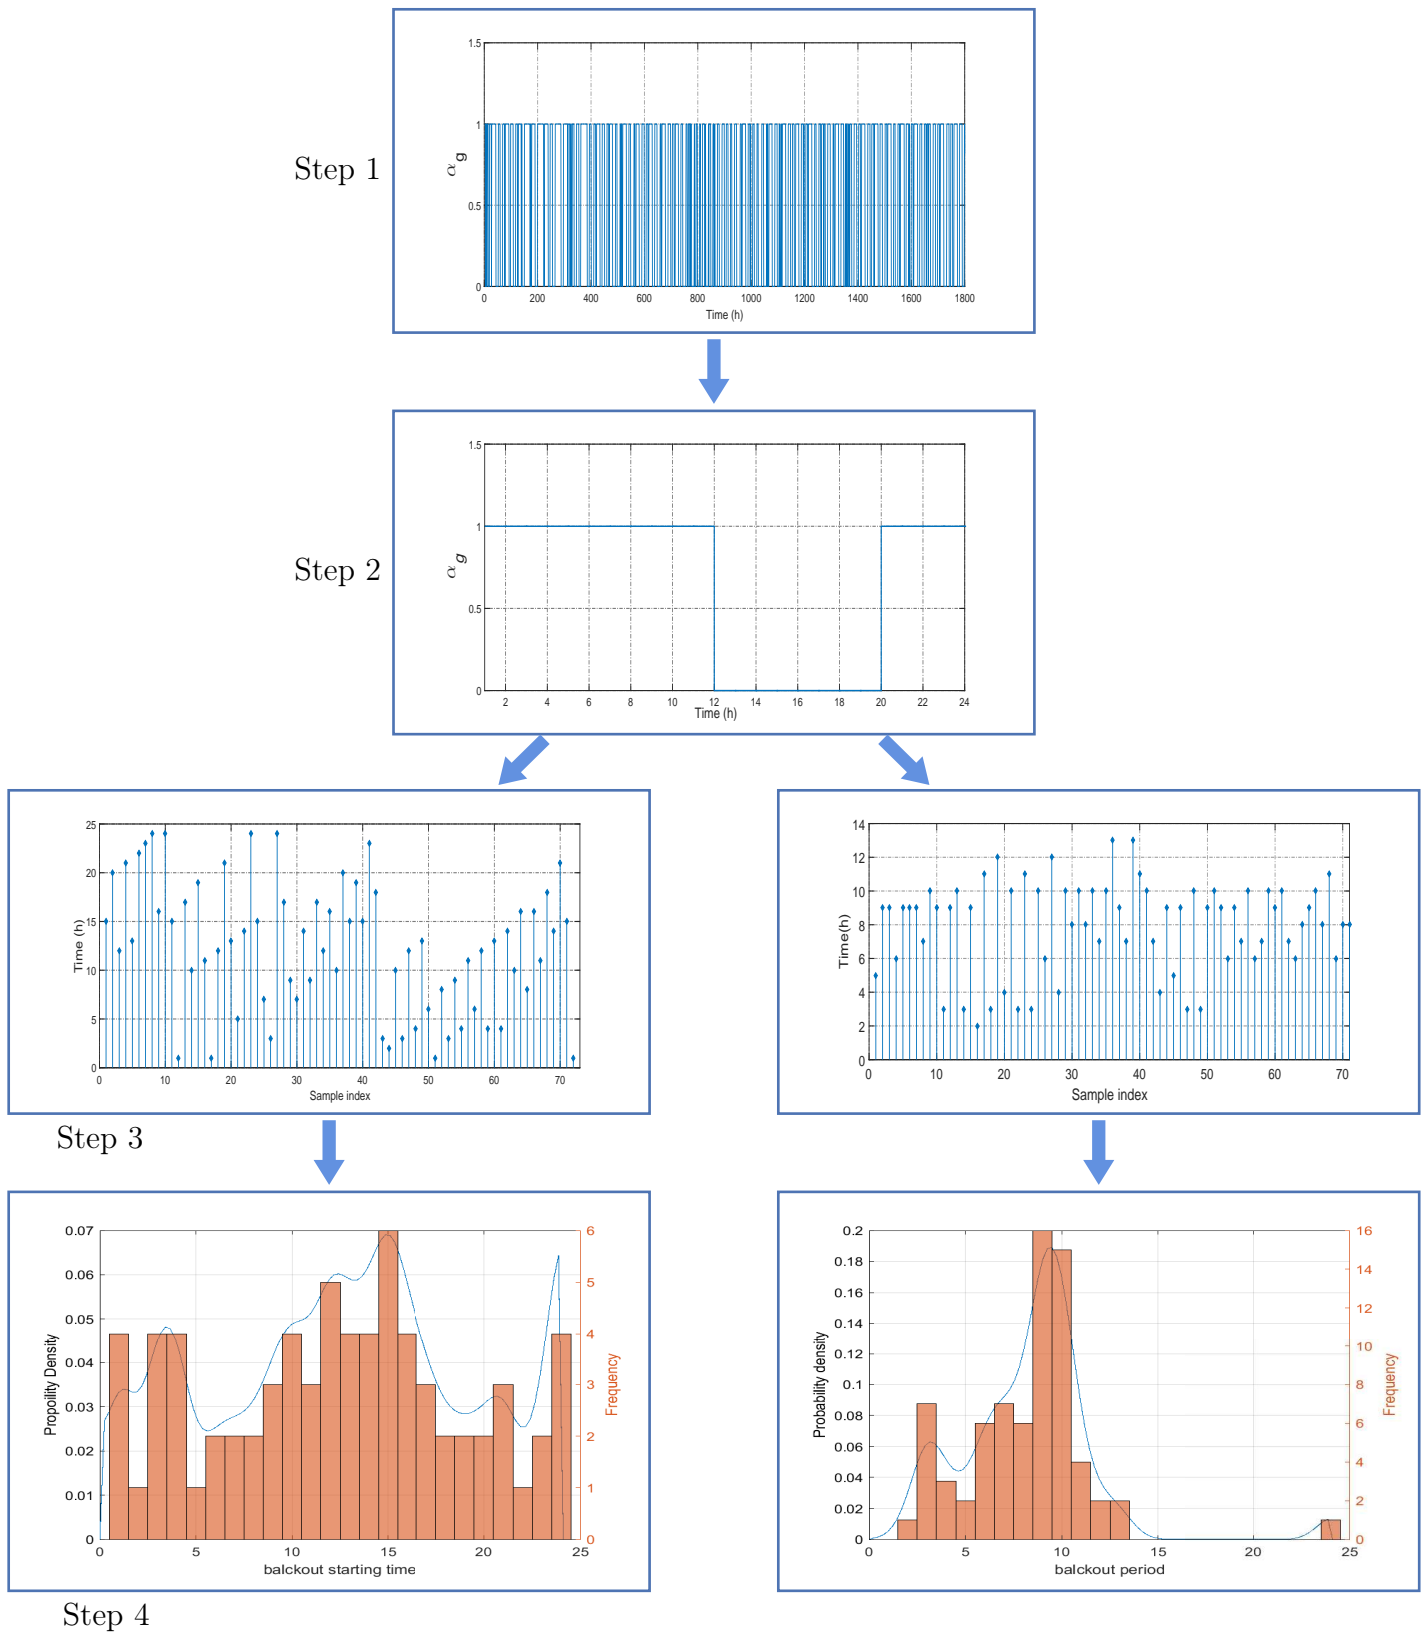 Step 1
1.5
1
0.5
0
α g
0 200 400 600 800 1000 1200 1400 1600 1800
Time (h)
Step 2
1.5
1
0.5
0
α g
2 4 6 8 10 12 14 16 18 20 22 24
Time (h)
25
20
15
10
5
0
Time (h)
0 10 20 30 40 50 60 70
Sample index
14
12
10
8
6
4
2
0
Time(h)
0 10 20 30 40 50 60 70
Sample index
Step 3
0.07
0.06
0.05
0.04
0.03
0.02
0.01
0
Propoility Density
6
5
4
3
2
1
0
Frequency
0 5 10 15 20 25
balckout starting time
0.2
0.18
0.16
0.14
0.12
0.1
0.08
0.06
0.04
0.02
0
Probability density
16
14
12
10
8
6
4
2
0
Frequency
0 5 10 15 20 25
balckout period
Step 4